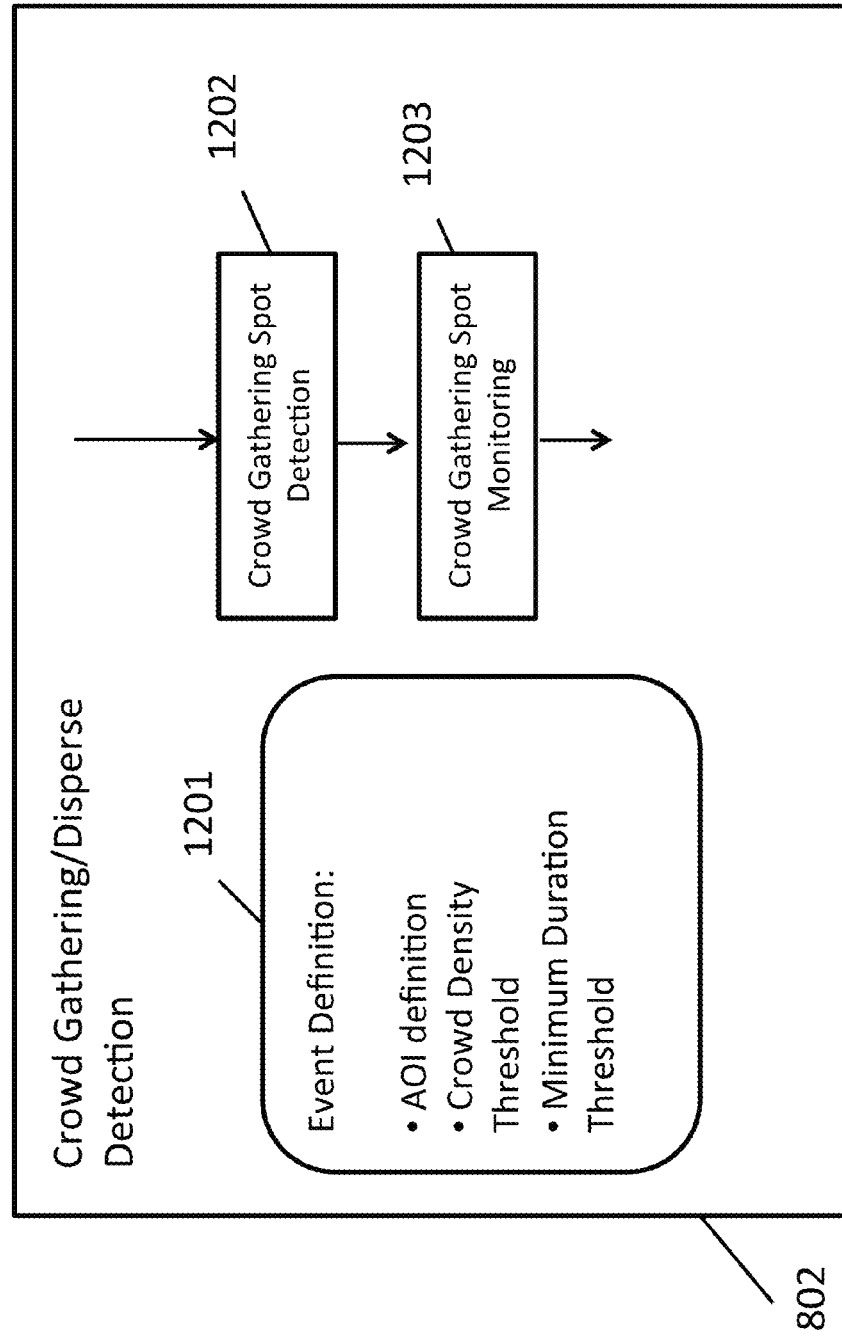 Crowd Gathering/Disperse
Detection
1201
Event Definition:
• AOI definition
• Crowd Density
Threshold
• Minimum Duration
Threshold
1202
Crowd Gathering Spot
Detection
1203
Crowd Gathering Spot
Monitoring
802